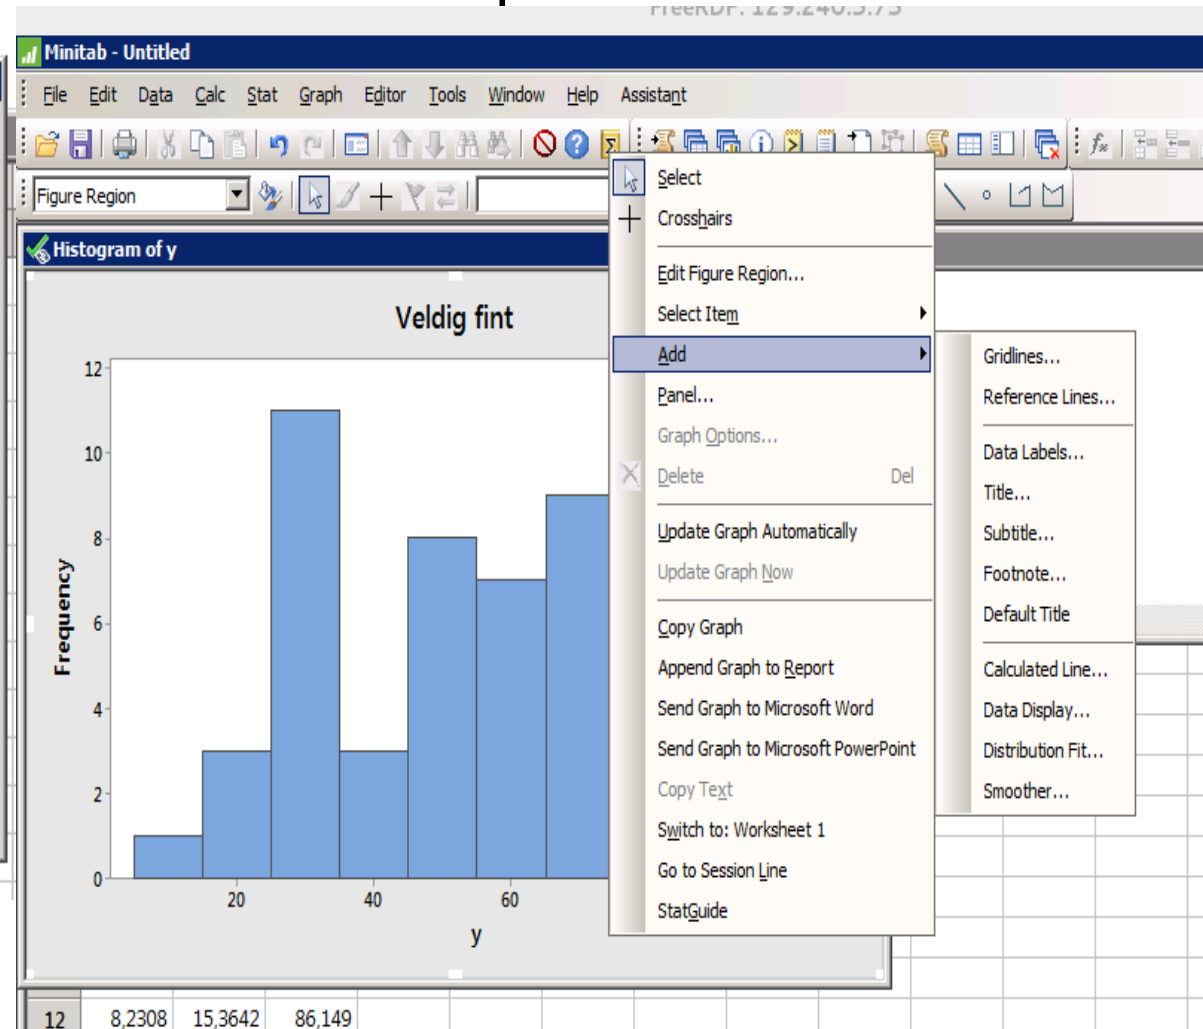 FreeRDP: 129.240.5.75
Minitab - Untitled
File Edit Data Calc Stat Graph Editor Tools Window Help Assistant
Figure Region
Histogram of y
Veldig fint
12
10
8
6
4
2
0
Frequency
20 40 60
y
Select
Crosshairs
Edit Figure Region...
Select Item
Add
Panel...
Graph Options...
Delete Del
Update Graph Automatically
Update Graph Now
Copy Graph
Append Graph to Report
Send Graph to Microsoft Word
Send Graph to Microsoft PowerPoint
Copy Text
Switch to: Worksheet 1
Go to Session Line
StatGuide
Gridlines...
Reference Lines...
Data Labels...
Title...
Subtitle...
Footnote...
Default Title
Calculated Line...
Data Display...
Distribution Fit...
Smoother...
12 8,2308 15,3642 86,149